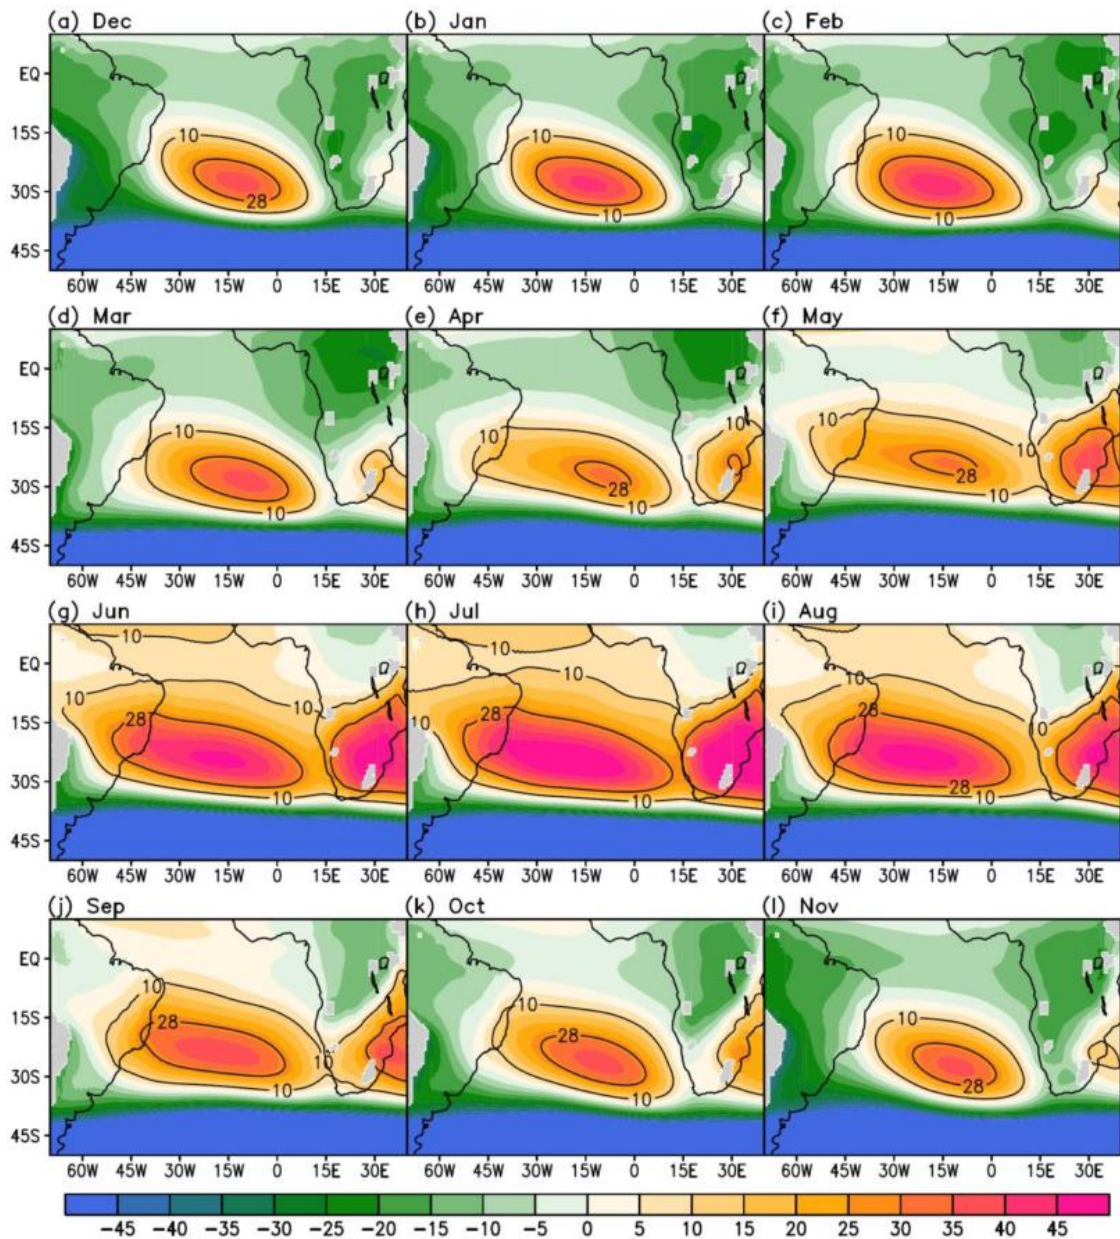 (a) Dec (b) Jan (c) Feb
EQ
10 10 10
15S
30S
28 28 28
10 10
45S
60W 45W 30W 15W 0 15E 30E 60W 45W 30W 15W 0 15E 30E 60W 45W 30W 15W 0 15E 30E
(d) Mar (e) Apr (f) May
EQ
10 10 10 10 10
15S
28 28 28
30S
10 10 10
45S
60W 45W 30W 15W 0 15E 30E 60W 45W 30W 15W 0 15E 30E 60W 45W 30W 15W 0 15E 30E
(g) Jun (h) Jul (i) Aug
10 10
EQ
10 10 10 10 10 10
15S
28 28 28
30S
10 10 28 10
45S
60W 45W 30W 15W 0 15E 30E 60W 45W 30W 15W 0 15E 30E 60W 45W 30W 15W 0 15E 30E
(j) Sep (k) Oct (l) Nov
EQ
10 10 10
15S
28 28
30S
10 10 10 28
10
45S
60W 45W 30W 15W 0 15E 30E 60W 45W 30W 15W 0 15E 30E 60W 45W 30W 15W 0 15E 30E
−45 −40 −35 −30 −25 −20 −15 −10 −5 0 5 10 15 20 25 30 35 40 45